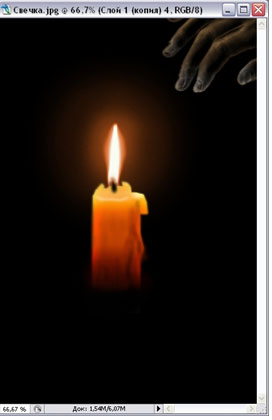 Свечка.jpg @ 66,7% (Слой 1 (копия) 4, RGB/8)
66,67 % Док: 1,54M/6,07M